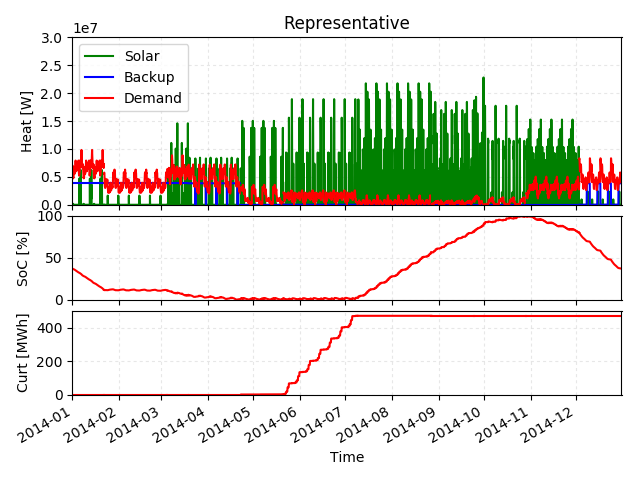 Representative
1e7
3.0
2.5
2.0
1.5
1.0
0.5
0.0
Heat [W]
Solar
Backup
Demand
100
50
0
SoC [%]
400
200
0
Curt [MWh]
2014-01
2014-02
2014-03
2014-04
2014-05
2014-06
2014-07
2014-08
2014-09
2014-10
2014-11
2014-12
Time